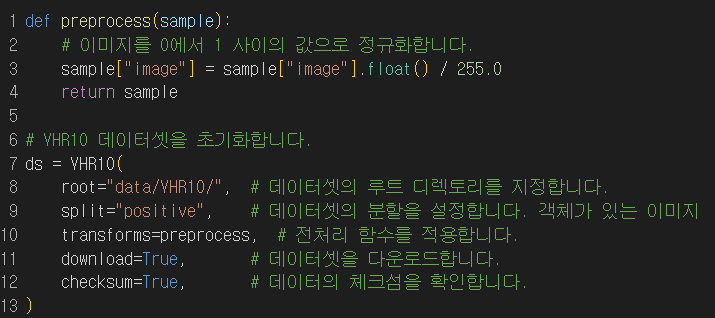 1 def preprocess(sample):
2     # 이미지를 0에서 1 사이의 값으로 정규화합니다.
3     sample["image"] = sample["image"].float() / 255.0
4     return sample
5
6 # VHR10 데이터셋을 초기화합니다.
7 ds = VHR10(
8     root="data/VHR10/",  # 데이터셋의 루트 디렉토리를 지정합니다.
9     split="positive",    # 데이터셋의 분할을 설정합니다. 객체가 있는 이미지
10     transforms=preprocess,  # 전처리 함수를 적용합니다.
11     download=True,       # 데이터셋을 다운로드합니다.
12     checksum=True,       # 데이터의 체크섬을 확인합니다.
13 )